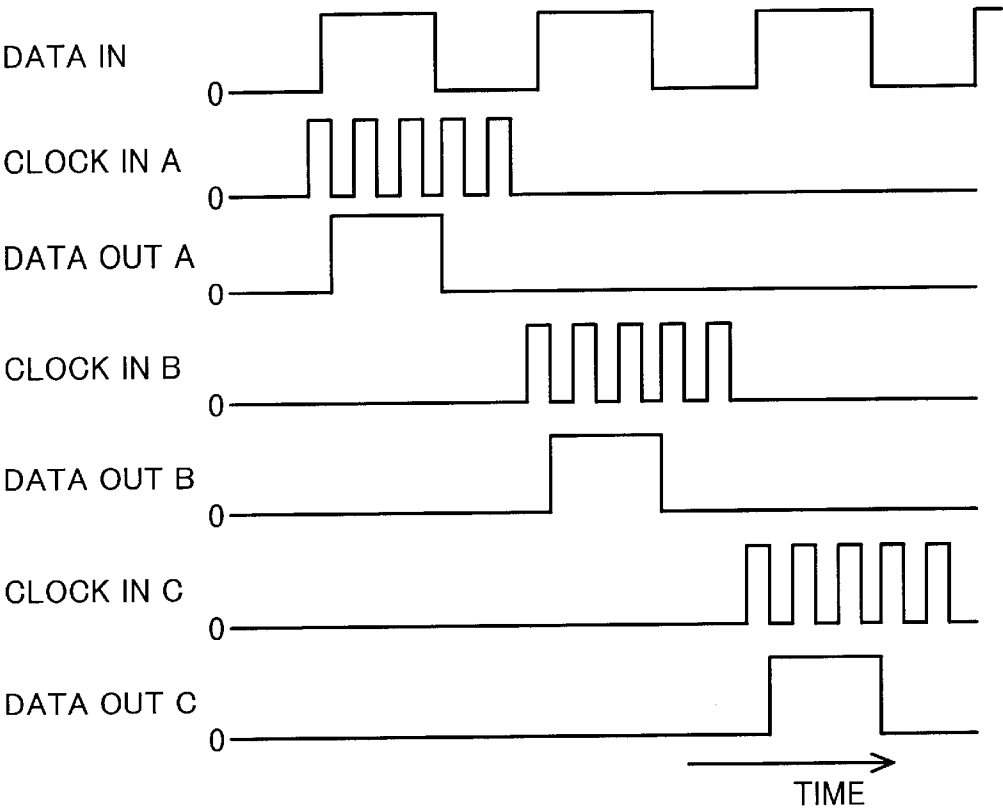 DATA IN
0
CLOCK IN A
0
DATA OUT A
0
CLOCK IN B
0
DATA OUT B
0
CLOCK IN C
0
DATA OUT C
0
TIME